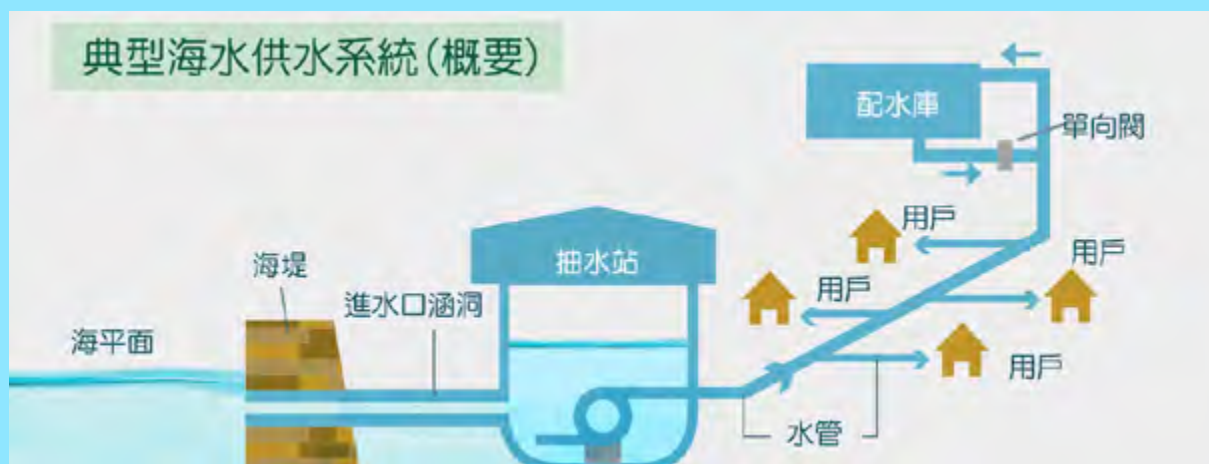 典型海水供水系統(概要)
配水庫
單向閥
用戶
用戶
抽水站
海堤
用戶
進水口涵洞
海平面
用戶
水管